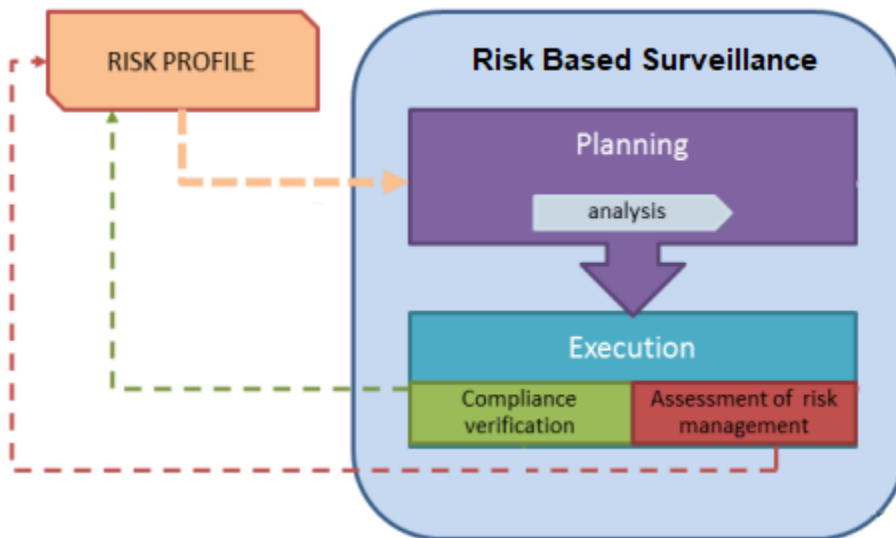 RISK PROFILE
Risk Based Surveillance
Planning
analysis
Execution
Compliance
verification
Assessment of risk
management